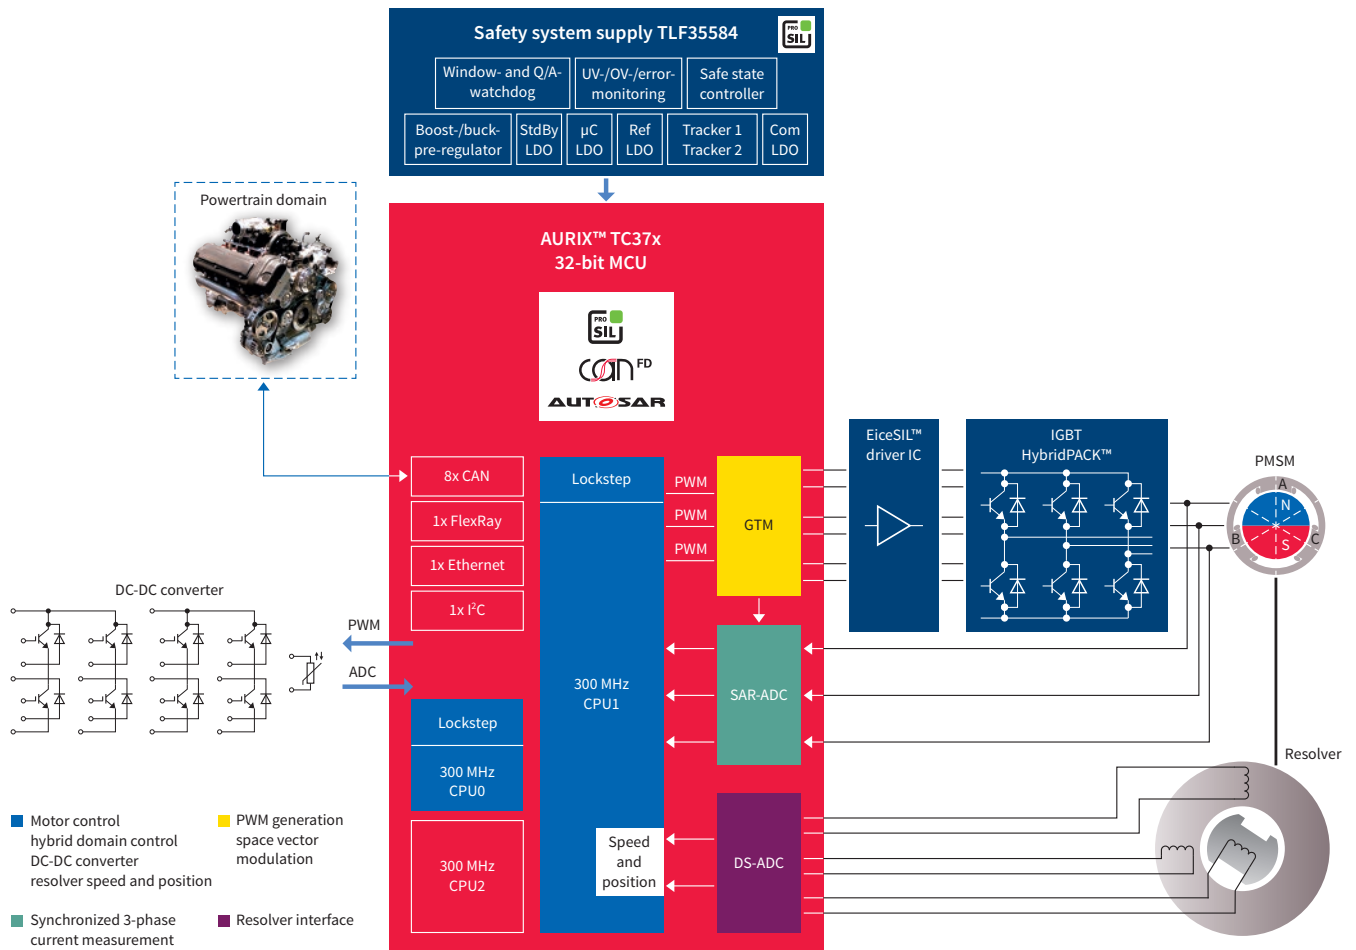 Safety system supply TLF35584
PRO
SIL
Window- and Q/A-
watchdog
UV-/OV-/error-
monitoring
Safe state
controller
Boost-/buck-
pre-regulator
StdBy
LDO
µC
LDO
Ref
LDO
Tracker 1
Tracker 2
Com
LDO
Powertrain domain
AURIX™ TC37x
32-bit MCU
PRO
SIL
CAN FD
AUTOSAR
8x CAN
1x FlexRay
1x Ethernet
1x I²C
Lockstep
300 MHz
CPU1
PWM
PWM
PWM
GTM
EiceSIL™
driver IC
IGBT
HybridPACK™
PMSM
A
N
B
C
S
DC-DC converter
PWM
ADC
Lockstep
300 MHz
CPU0
300 MHz
CPU2
SAR-ADC
Speed
and
position
DS-ADC
Resolver
Motor control
hybrid domain control
DC-DC converter
resolver speed and position
PWM generation
space vector
modulation
Synchronized 3-phase
current measurement
Resolver interface